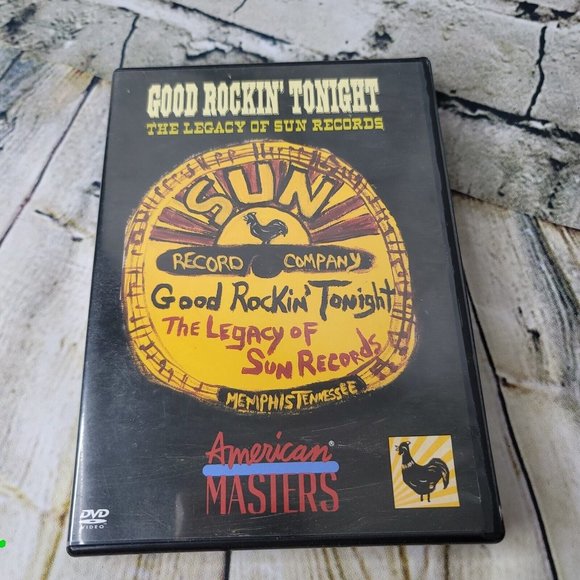 GOOD ROCKIN' TONIGHT
THE LEGACY OF SUN RECORDS
SUN
RECORD COMPANY
Good Rockin' Tonight
The Legacy of
Sun Records
MEMPHIS TENNESSEE
American®
MASTERS
DVD
VIDEO